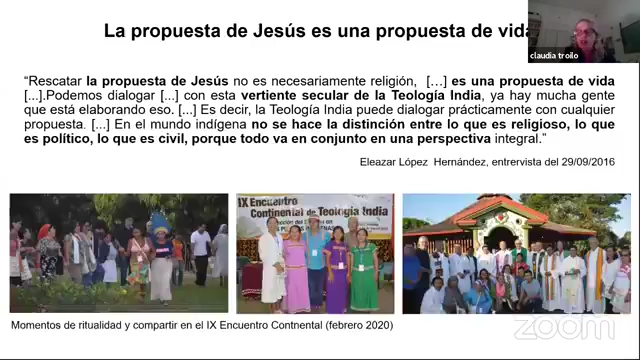 La propuesta de Jesús es una propuesta de vida
claudia troilo
“Rescatar la propuesta de Jesús no es necesariamente religión, […] es una propuesta de vida
[...].Podemos dialogar [...] con esta vertiente secular de la Teología India, ya hay mucha gente
que está elaborando eso. [...] Es decir, la Teología India puede dialogar prácticamente con cualquier
propuesta. [...] En el mundo indígena no se hace la distinción entre lo que es religioso, lo que
es político, lo que es civil, porque todo va en conjunto en una perspectiva integral.”
Eleazar López Hernández, entrervista del 29/09/2016
IX Encuentro
Continental de Teología India
Momentos de ritualidad y compartir en el IX Encuentro Contnental (febrero 2020)
zoom